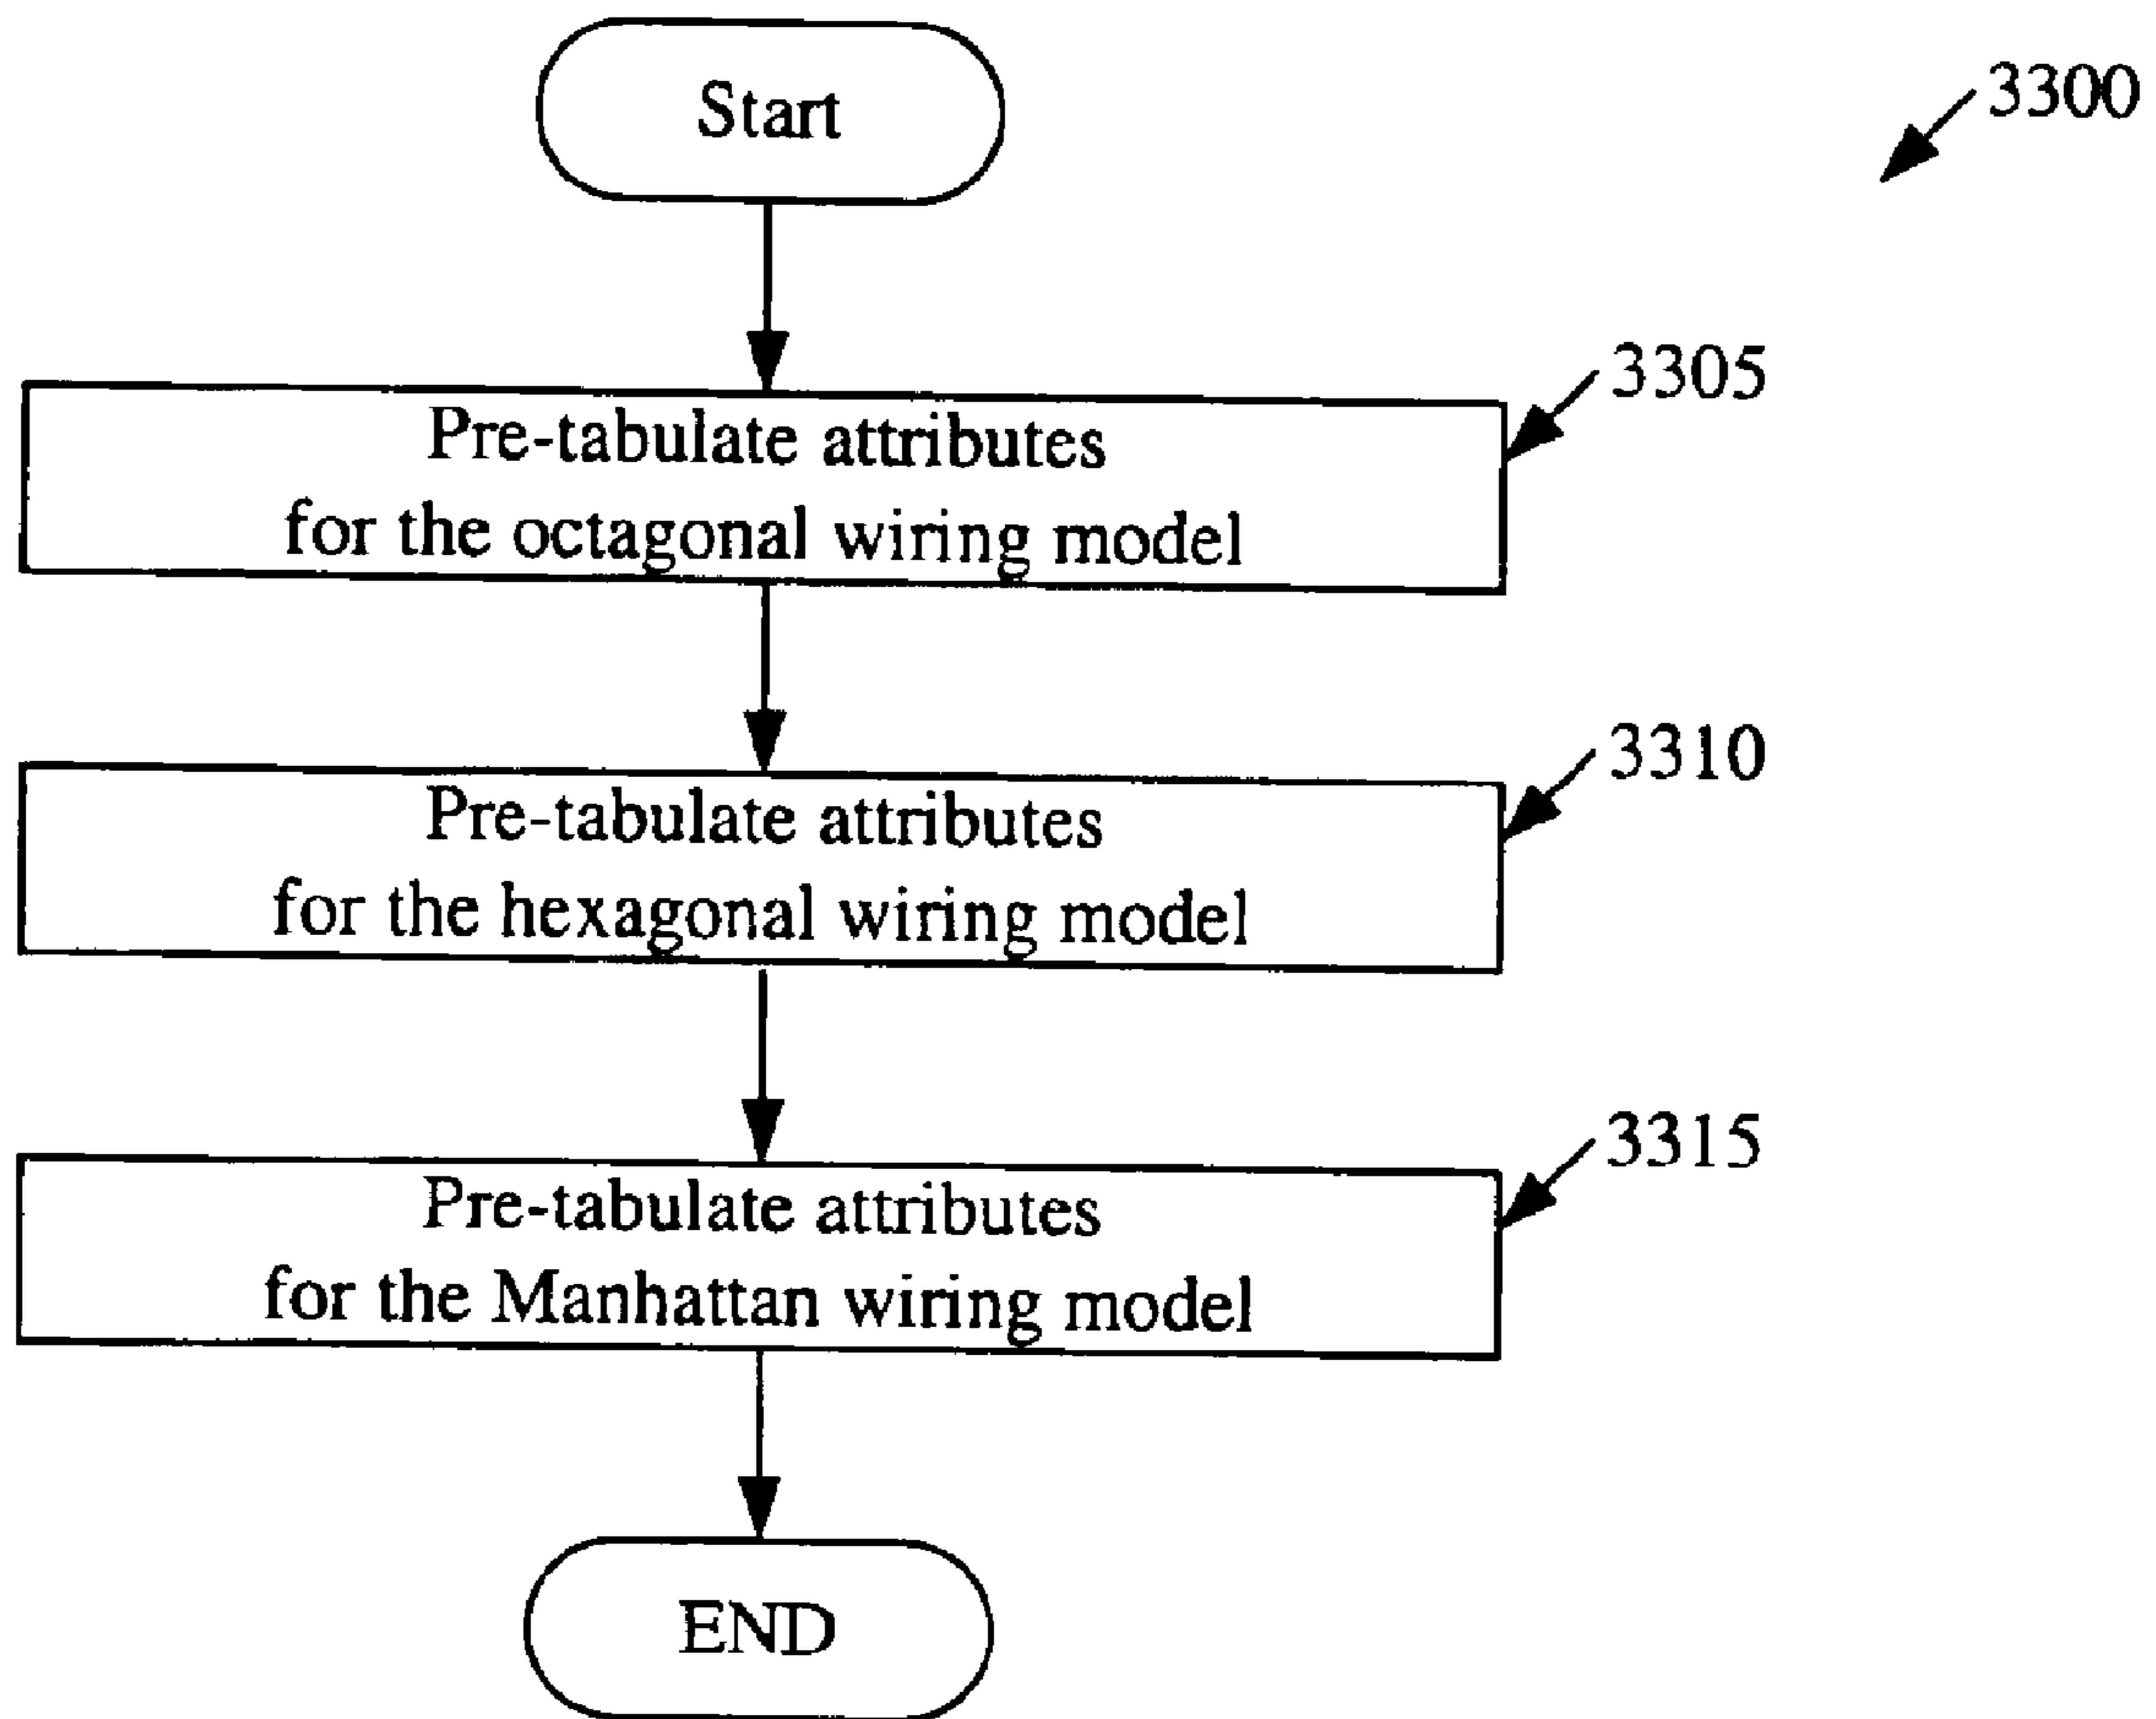 Start
3300
3305
Pre-tabulate attributes
for the octagonal wiring model
3310
Pre-tabulate attributes
for the hexagonal wiring model
3315
Pre-tabulate attributes
for the Manhattan wiring model
END